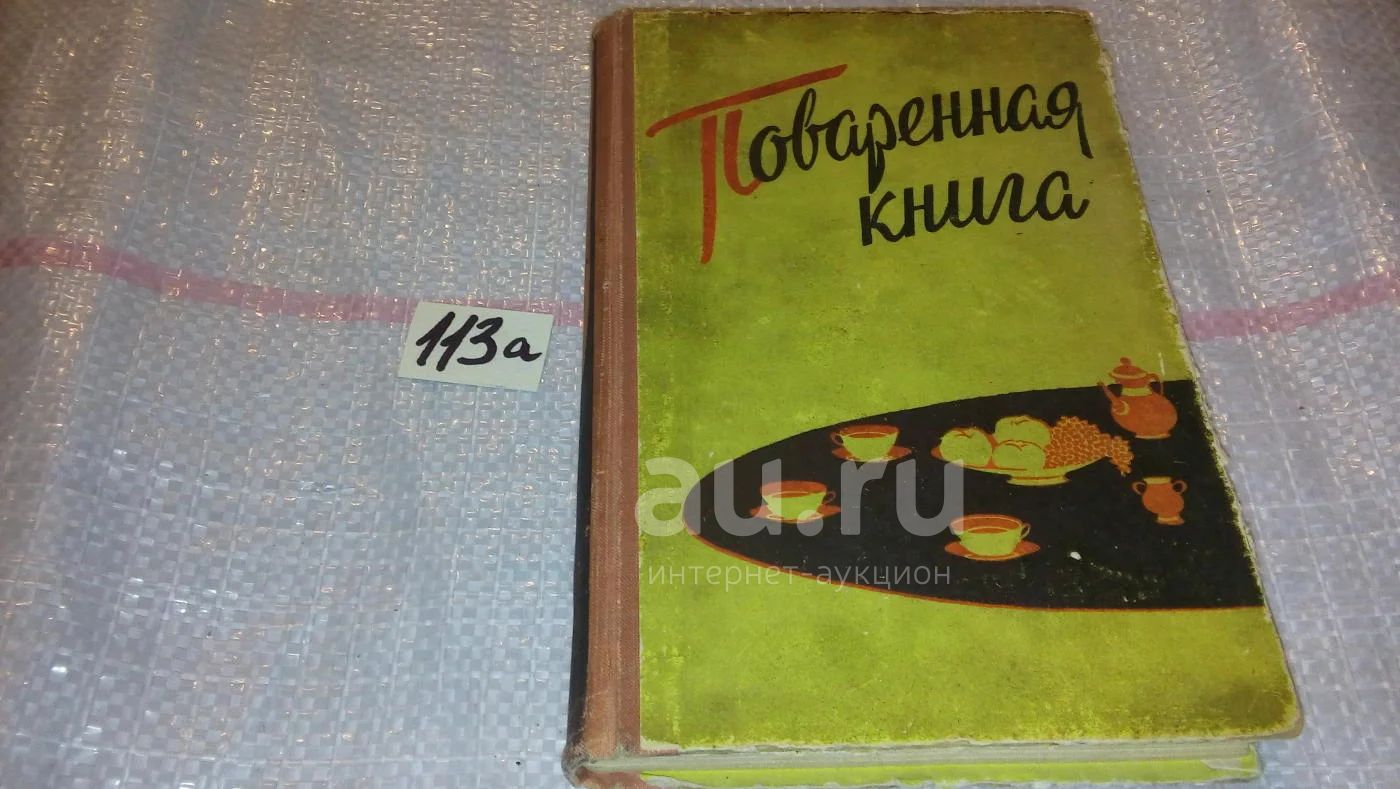 Поваренная
книга
113а
au.ru
интернет-аукцион